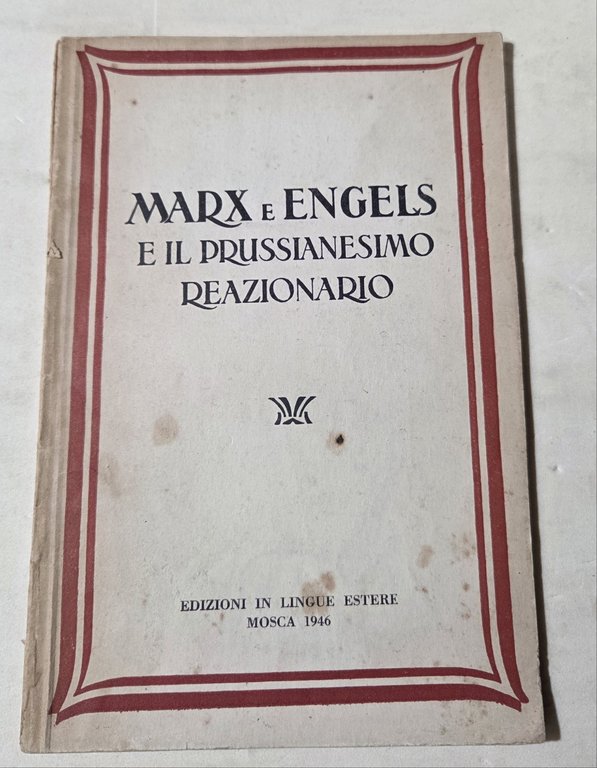 MARX E ENGELS
E IL PRUSSIANESIMO
REAZIONARIO
EDIZIONI IN LINGUE ESTERE
MOSCA 1946